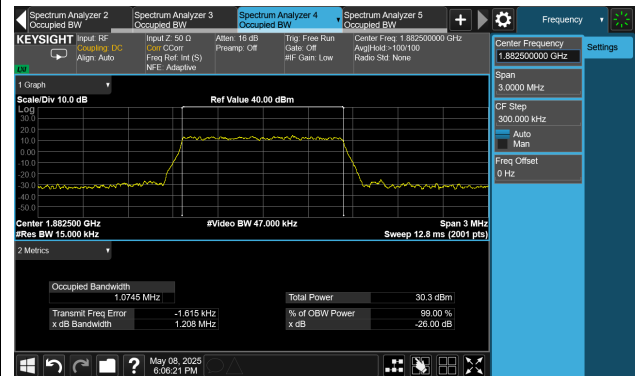 Spectrum Analyzer 2
Occupied BW
Spectrum Analyzer 3
Occupied BW
Spectrum Analyzer 4
Occupied BW
Spectrum Analyzer 5
Occupied BW
+
Frequency
KEYSIGHT
Input: RF
Coupling: DC
Align: Auto
Input Z: 50 Ω
Corr CCorr
Freq Ref: Int (S)
NFE: Adaptive
Atten: 16 dB
Preamp: Off
Trig: Free Run
Gate: Off
#IF Gain: Low
Center Freq: 1.882500000 GHz
Avg|Hold:>100/100
Radio Std: None
LXI
Center Frequency
1.882500000 GHz
Settings
Span
3.0000 MHz
CF Step
300.000 kHz
Auto
Man
Freq Offset
0 Hz
1 Graph
Scale/Div 10.0 dB
Ref Value 40.00 dBm
Log
30.0
20.0
10.0
0.00
-10.0
-20.0
-30.0
-40.0
-50.0
Center 1.882500 GHz
#Video BW 47.000 kHz
Span 3 MHz
#Res BW 15.000 kHz
Sweep 12.8 ms (2001 pts)
2 Metrics
Occupied Bandwidth
1.0745 MHz
Total Power
30.3 dBm
Transmit Freq Error
-1.615 kHz
% of OBW Power
99.00 %
x dB Bandwidth
1.208 MHz
x dB
-26.00 dB
?
May 08, 2025
6:06:21 PM